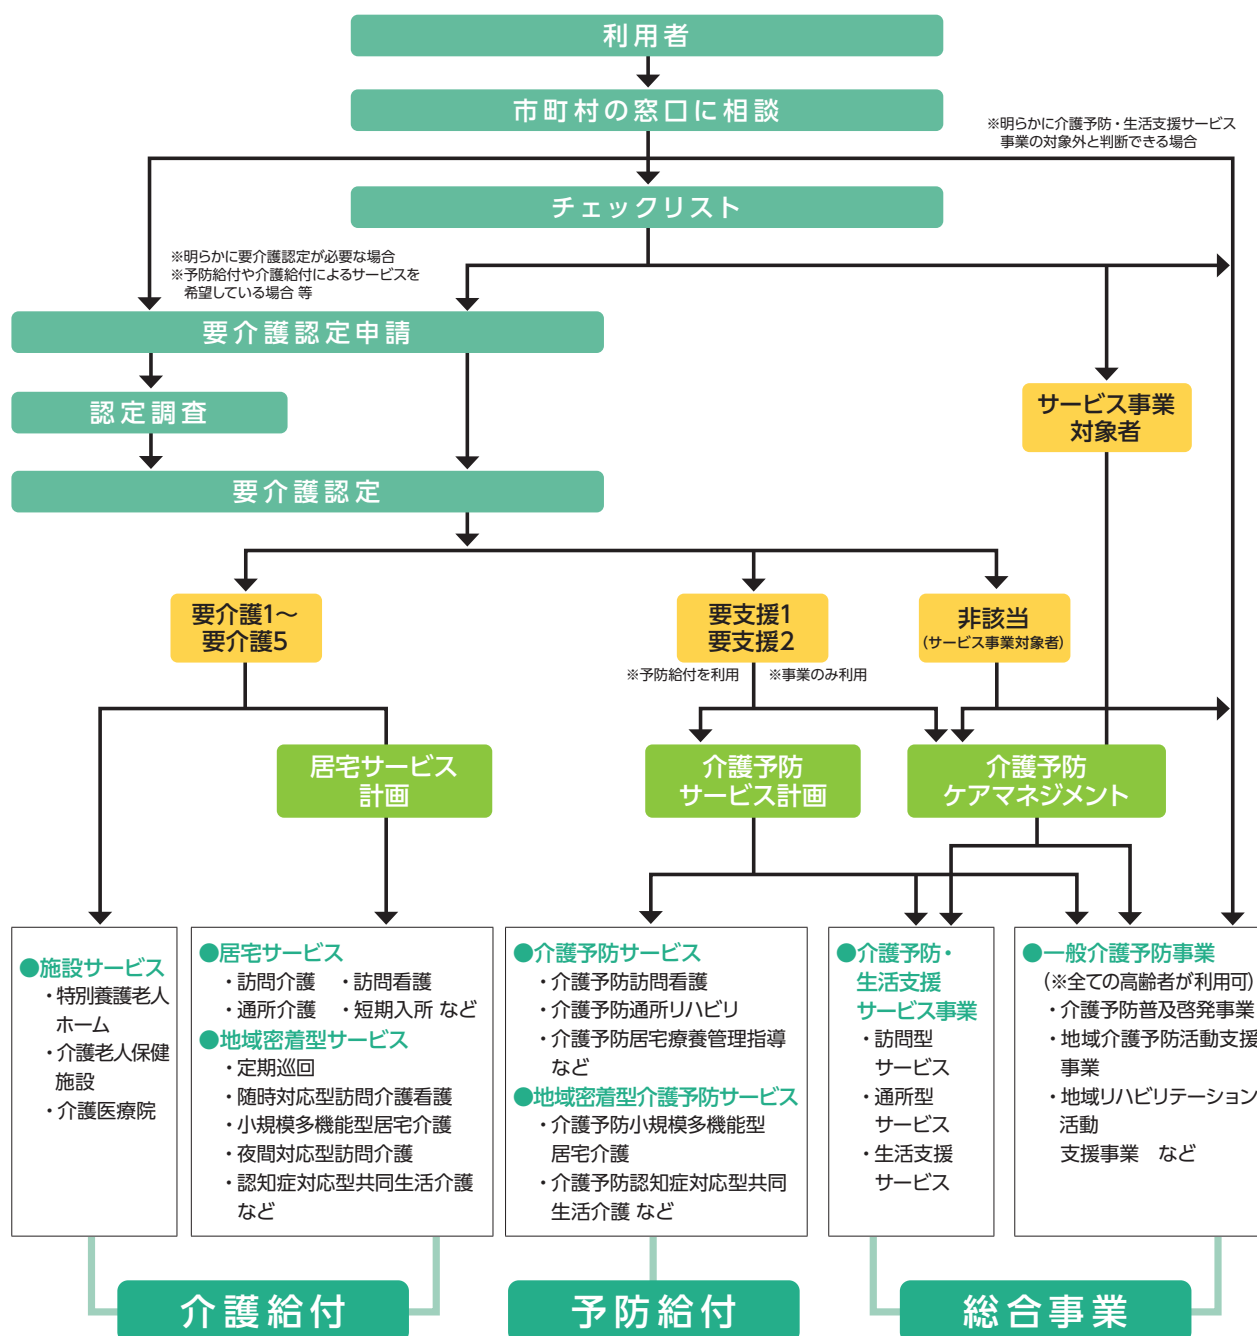 利用者
市町村の窓口に相談
※明らかに介護予防・生活支援サービス
事業の対象外と判断できる場合
チェックリスト
※明らかに要介護認定が必要な場合
※予防給付や介護給付によるサービスを
希望している場合 等
要介護認定申請
認定調査
サービス事業
対象者
要介護認定
要介護1〜
要介護5
要支援1
要支援2
非該当
(サービス事業対象者)
※予防給付を利用
※事業のみ利用
居宅サービス
計画
介護予防
サービス計画
介護予防
ケアマネジメント
●施設サービス
・特別養護老人
ホーム
・介護老人保健
施設
・介護医療院
●居宅サービス
・訪問介護 ・訪問看護
・通所介護 ・短期入所 など
●地域密着型サービス
・定期巡回
・随時対応型訪問介護看護
・小規模多機能型居宅介護
・夜間対応型訪問介護
・認知症対応型共同生活介護
など
●介護予防サービス
・介護予防訪問看護
・介護予防通所リハビリ
・介護予防居宅療養管理指導
など
●地域密着型介護予防サービス
・介護予防小規模多機能型
居宅介護
・介護予防認知症対応型共同
生活介護 など
●介護予防・
生活支援
サービス事業
・訪問型
サービス
・通所型
サービス
・生活支援
サービス
●一般介護予防事業
(※全ての高齢者が利用可)
・介護予防普及啓発事業
・地域介護予防活動支援
事業
・地域リハビリテーション
活動
支援事業 など
介護給付
予防給付
総合事業